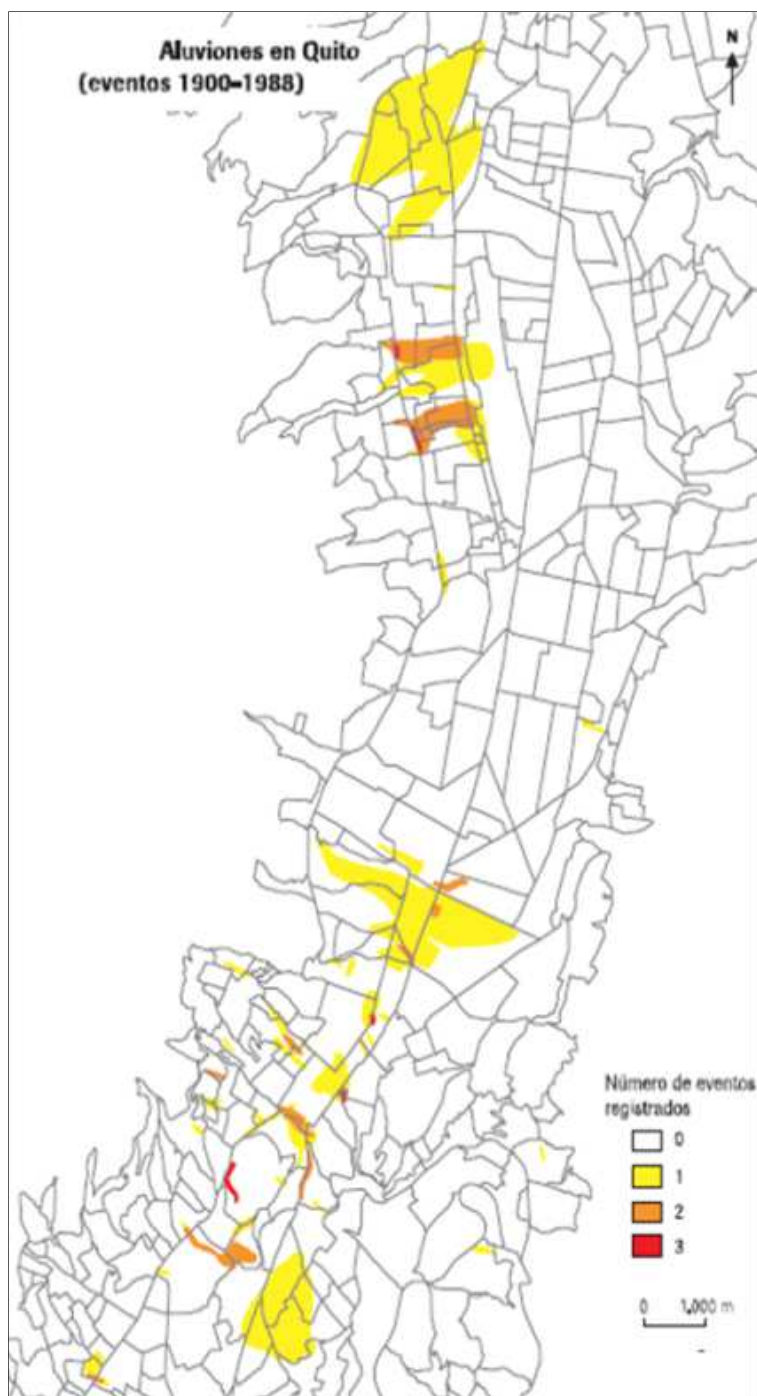 Aluviones en Quito
(eventos 1900-1988)
N
Número de eventos
registrados
0
1
2
3
0 1,000 m